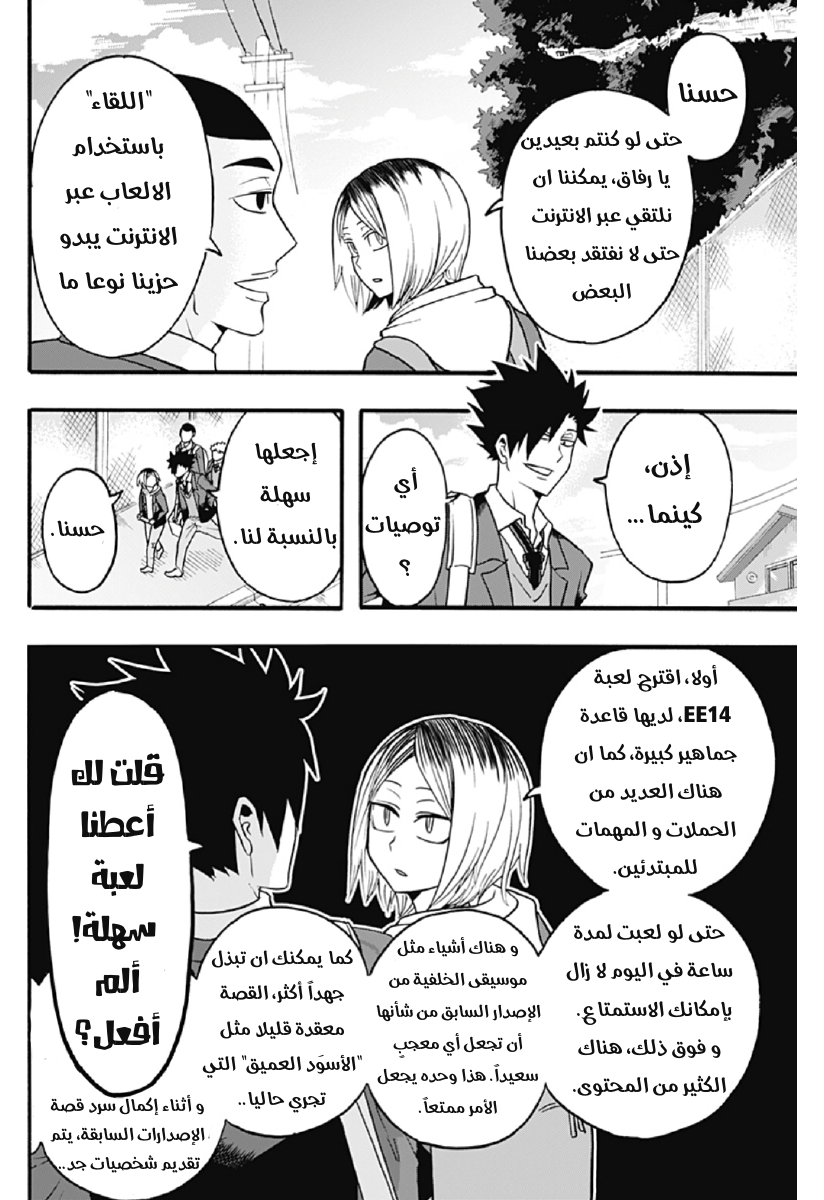 حسنا
حتى لو كنتم بعيدين
يا رفاق، يمكننا ان
نلتقي عبر الانترنت
حتى لا نفتقد بعضنا
البعض
"اللقاء"
باستخدام
الالعاب عبر
الانترنت يبدو
حزينا نوعا ما
إذن،
كينما ...
أي
توصيات
؟
إجعلها
سهلة
بالنسبة لنا.
حسنا.
أولا، اقترح لعبة
EE14، لديها قاعدة
جماهير كبيرة، كما ان
هناك العديد من
الحملات و المهمات
للمبتدئين.
حتى لو لعبت لمدة
ساعة في اليوم لا زال
بإمكانك الاستمتاع.
و فوق ذلك، هناك
الكثير من المحتوى.
و هناك أشياء مثل
موسيقى الخلفية من
الإصدار السابق من شأنها
أن تجعل أي معجبٍ
سعيداً. هذا وحده يجعل
الأمر ممتعاً.
كما يمكنك ان تبذل
جهداً أكثر، القصة
معقدة قليلا مثل
"الأسوَد العميق" التي
تجري حاليا..
و أثناء إكمال سرد قصة
الإصدارات السابقة، يتم
تقديم شخصيات جد..
قلت لك
أعطنا
لعبة
سهلة!
ألم
أفعل؟